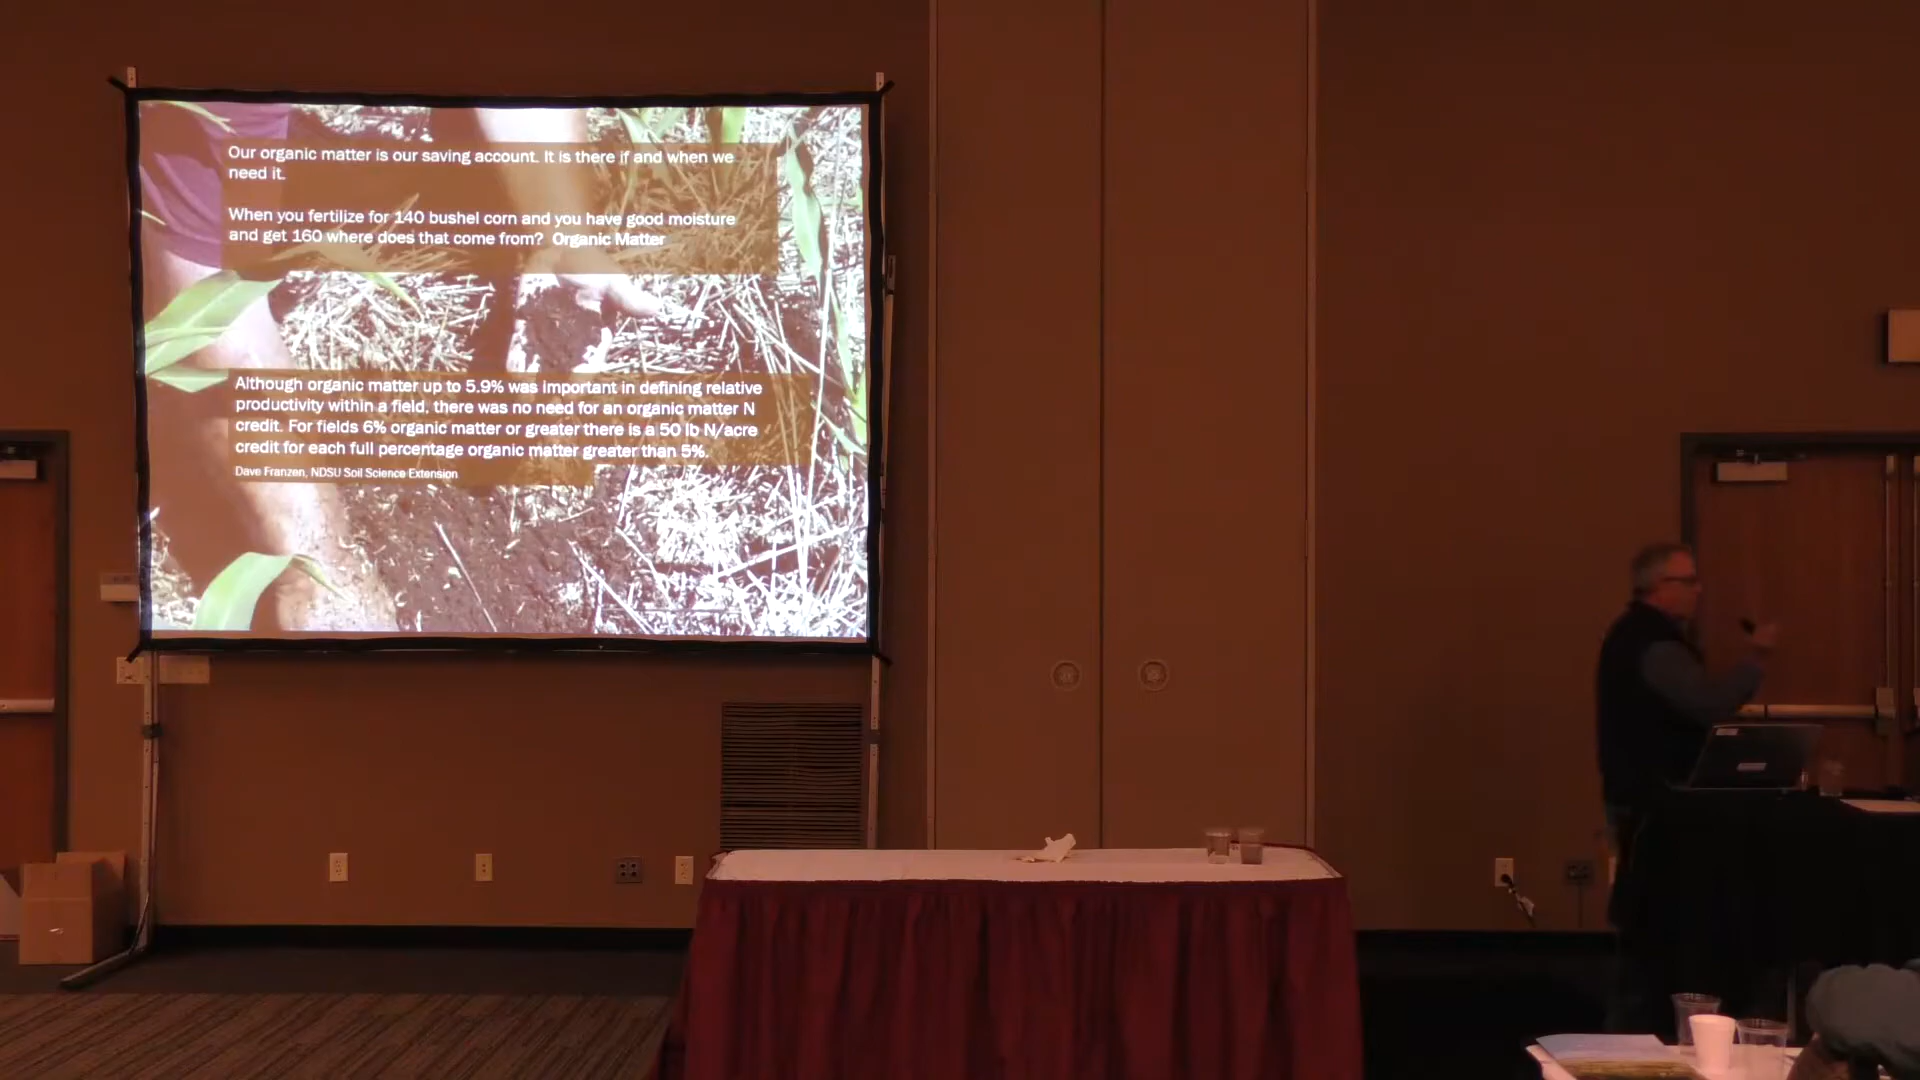 Our organic matter is our saving account. It is there if and when we
need it.
When you fertilize for 140 bushel corn and you have good moisture
and get 160 where does that come from? Organic Matter
Although organic matter up to 5.9% was important in defining relative
productivity within a field, there was no need for an organic matter N
credit. For fields 6% organic matter or greater there is a 50 lb N/acre
credit for each full percentage organic matter greater than 5%.
Dave Franzen, NDSU Soil Science Extension